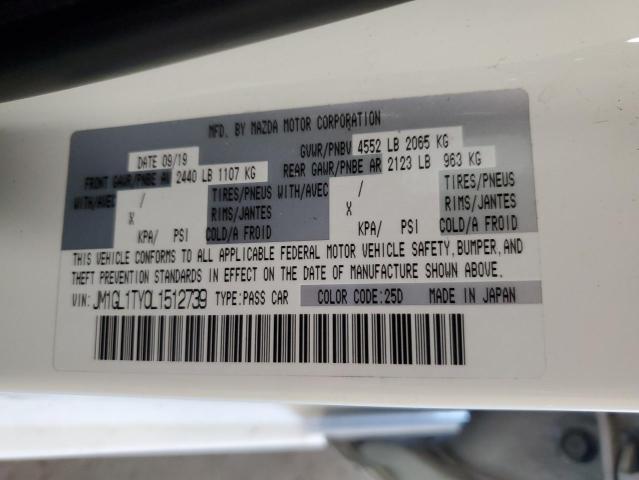 MFD. BY MAZDA MOTOR CORPORATION
DATE 09/19 GVWR/PNBV 4552 LB 2065 KG
FRONT GAWR/PNBE AV 2440 LB 1107 KG REAR GAWR/PNBE AR 2123 LB 963 KG
WITH/AVEC / TIRES/PNEUS WITH/AVEC / TIRES/PNEUS
X RIMS/JANTES X RIMS/JANTES
KPA/ PSI COLD/A FROID KPA/ PSI COLD/A FROID
THIS VEHICLE CONFORMS TO ALL APPLICABLE FEDERAL MOTOR VEHICLE SAFETY, BUMPER, AND
THEFT PREVENTION STANDARDS IN EFFECT ON THE DATE OF MANUFACTURE SHOWN ABOVE.
VIN: JM1GL1TY0L1512739 TYPE:PASS CAR COLOR CODE:25D MADE IN JAPAN